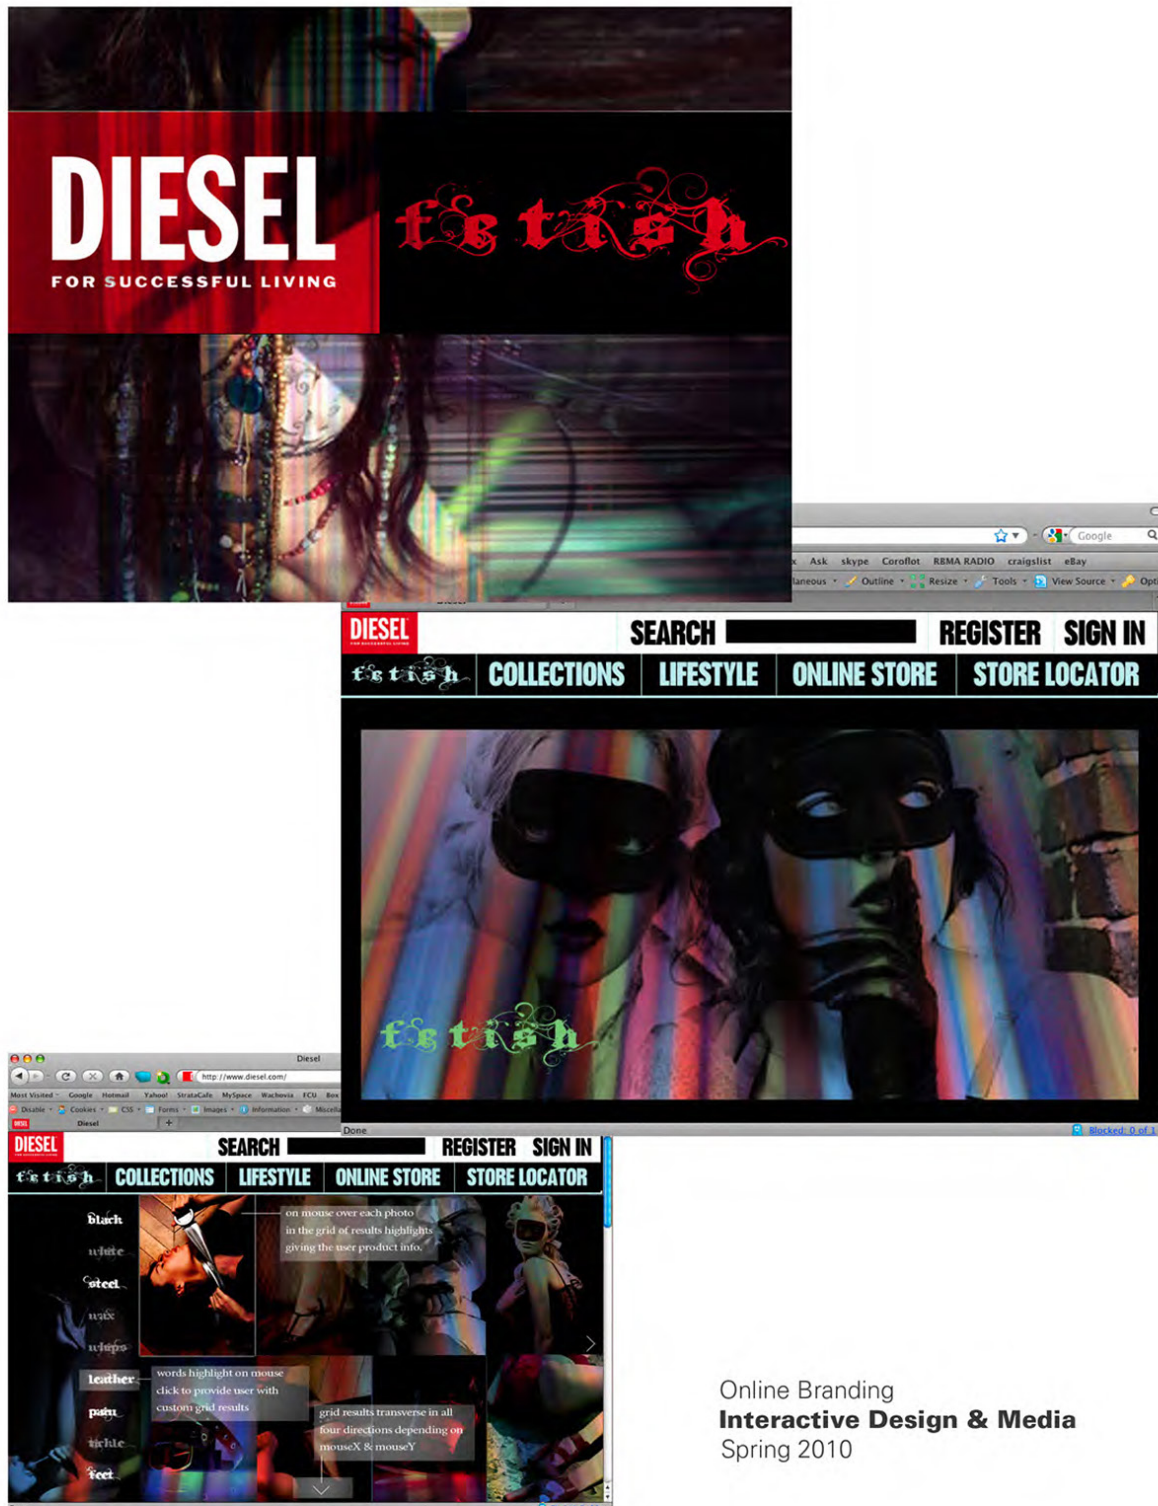 DIESEL
FOR SUCCESSFUL LIVING
fetish
Google
Ask skype Coroflot RBMA RADIO craigslist eBay
Outline Resize Tools View Source
DIESEL
SEARCH REGISTER SIGN IN
fetish COLLECTIONS LIFESTYLE ONLINE STORE STORE LOCATOR
fetish
Done Blocked: 0 of 1
Diesel
http://www.diesel.com/
Most Visited Google Hotmail Yahoo! StrataCafe MySpace Wachovia FCU Box
Disable Cookies CSS Forms Images Information
DIESEL Diesel +
DIESEL
SEARCH REGISTER SIGN IN
fetish COLLECTIONS LIFESTYLE ONLINE STORE STORE LOCATOR
black
white
steel
wax
whips
leather
pain
tickle
feet
on mouse over each photo
in the grid of results highlights
giving the user product info.
words highlight on mouse
click to provide user with
custom grid results
grid results transverse in all
four directions depending on
mouseX & mouseY
Online Branding
Interactive Design & Media
Spring 2010